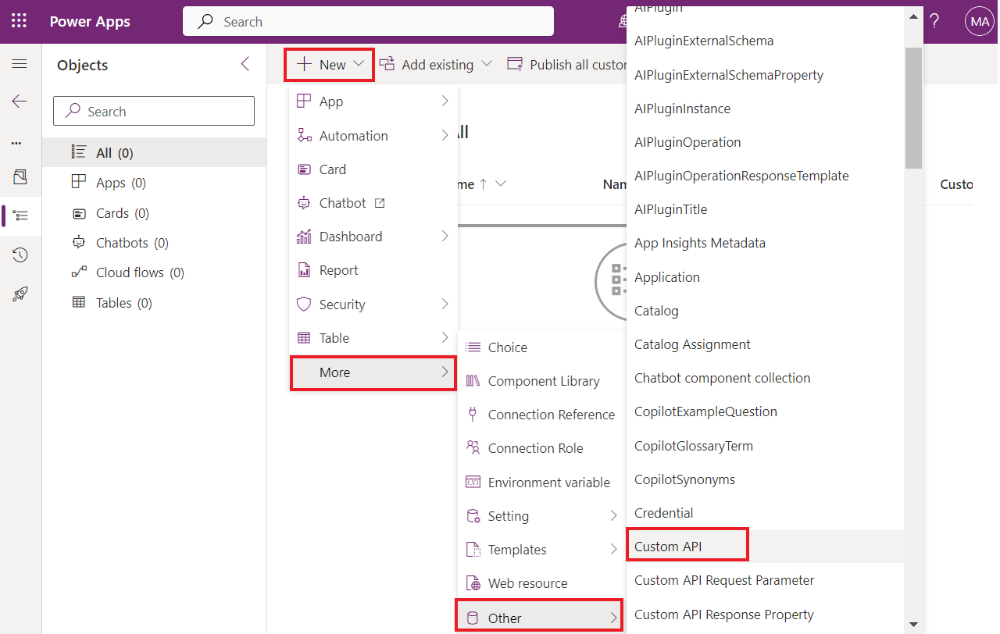 Power Apps
Search
?
MA
Objects
Search
All (0)
Apps (0)
Cards (0)
Chatbots (0)
Cloud flows (0)
Tables (0)
New
Add existing
Publish all custor
App
Automation
Card
Chatbot
Dashboard
Report
Security
Table
More
All
me ↑
Nam
Custo
Choice
Component Library
Connection Reference
Connection Role
Environment variable
Setting
Templates
Web resource
Other
AIPlugin
AIPluginExternalSchema
AIPluginExternalSchemaProperty
AIPluginInstance
AIPluginOperation
AIPluginOperationResponseTemplate
AIPluginTitle
App Insights Metadata
Application
Catalog
Catalog Assignment
Chatbot component collection
CopilotExampleQuestion
CopilotGlossaryTerm
CopilotSynonyms
Credential
Custom API
Custom API Request Parameter
Custom API Response Property